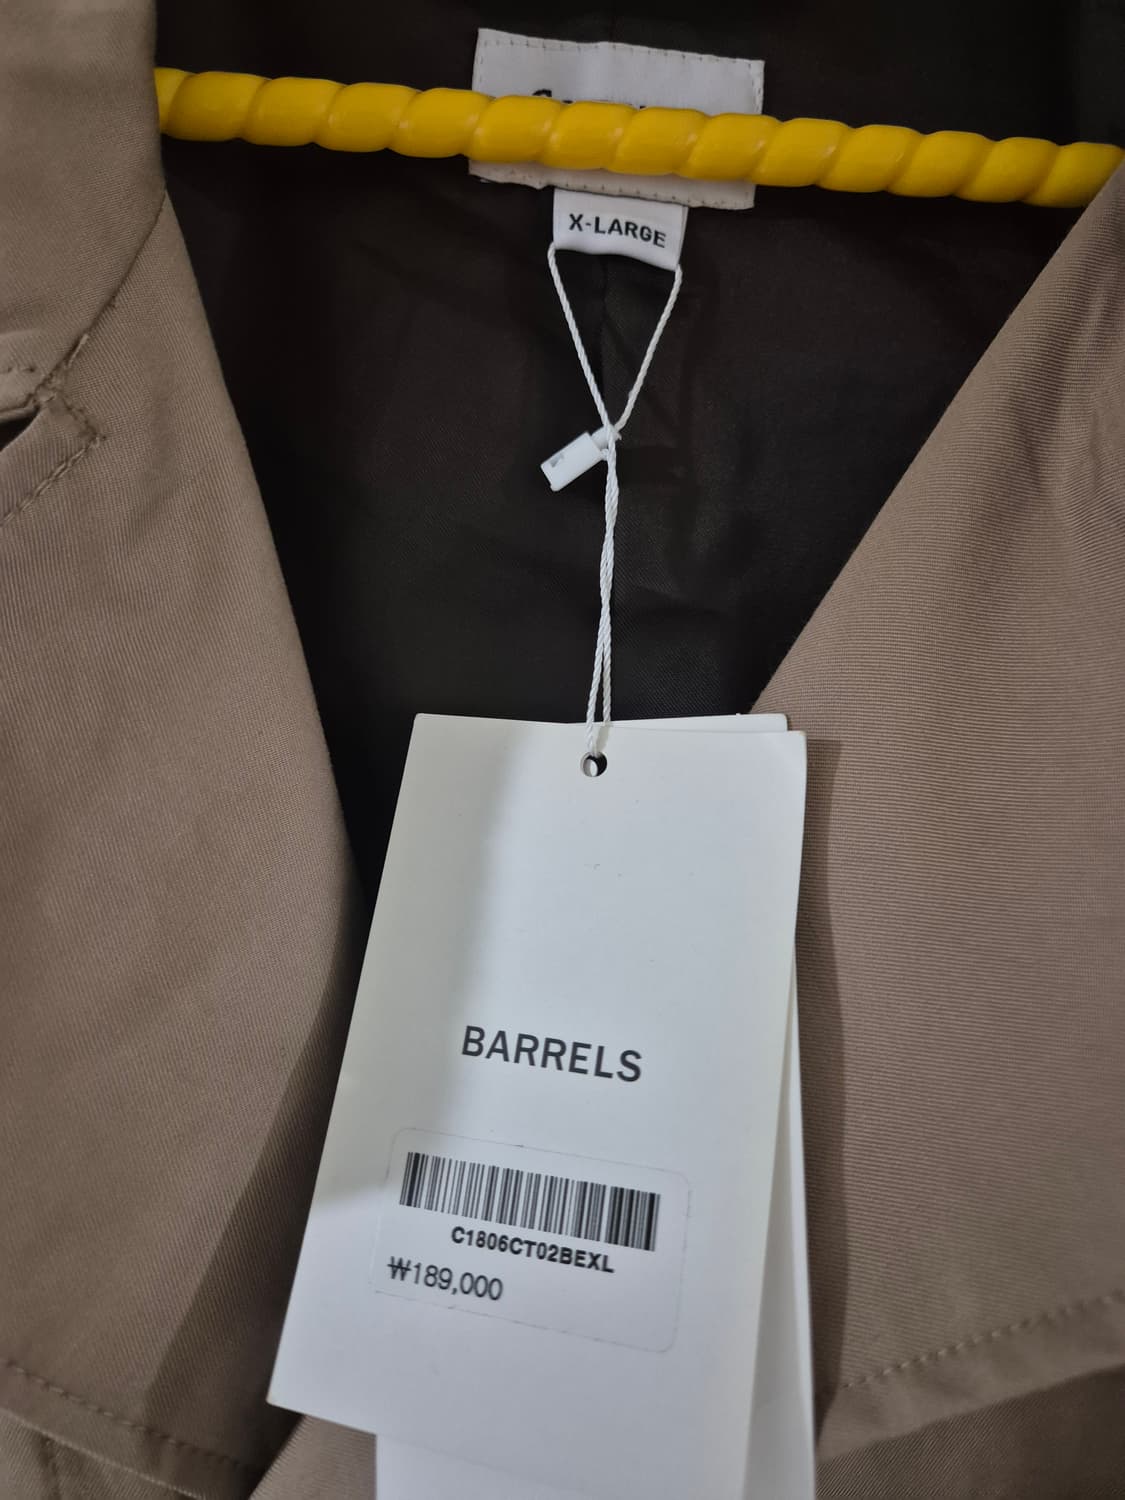 X-LARGE
BARRELS
C1806CT02BEXL
₩189,000